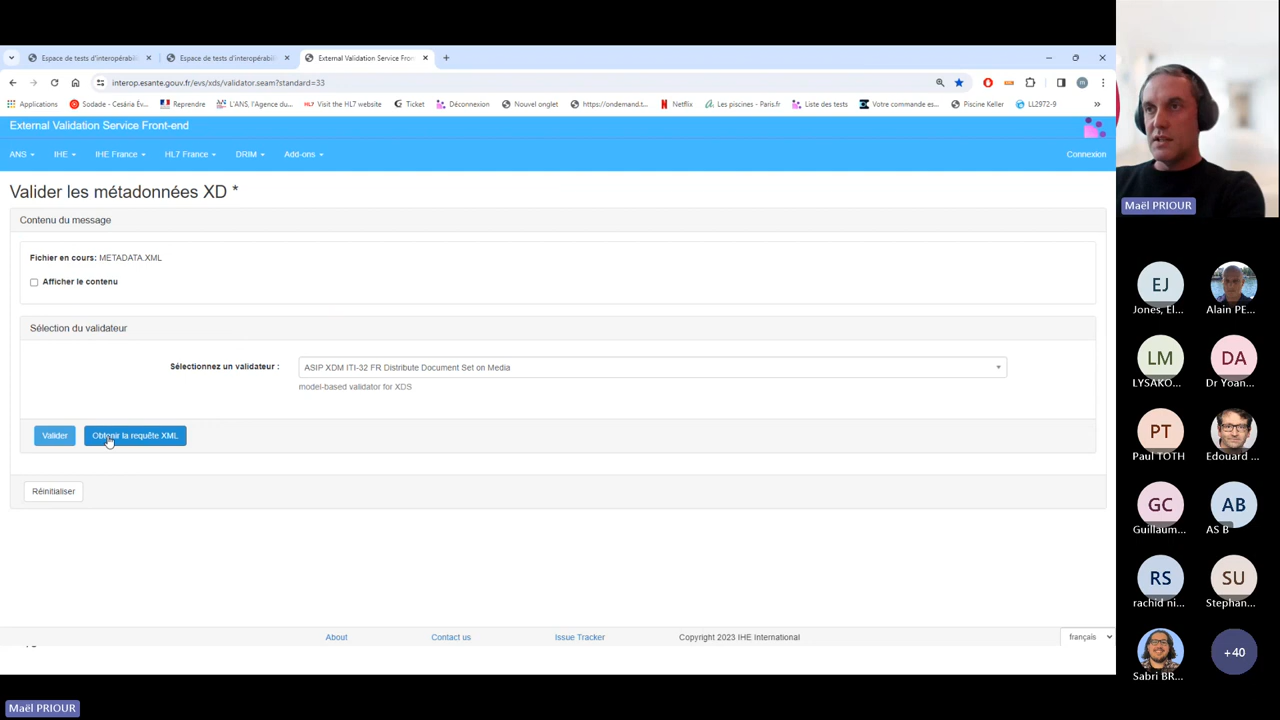 Espace de tests d'interopérabili
Espace de tests d'interopérabili
External Validation Service Fron
interop.esante.gouv.fr/evs/xds/validator.seam?standard=33
Applications
Sodade - Cesária Év...
Reprendre
L'ANS, l'Agence du...
Visit the HL7 website
Ticket
Déconnexion
Nouvel onglet
https://ondemand.t...
Netflix
Les piscines - Paris.fr
Liste des tests
Votre commande es...
Piscine Keller
LL2972-9
External Validation Service Front-end
ANS
IHE
IHE France
HL7 France
DRIM
Add-ons
Connexion
Valider les métadonnées XD *
Contenu du message
Fichier en cours: METADATA.XML
Afficher le contenu
Sélection du validateur
Sélectionnez un validateur :
ASIP XDM ITI-32 FR Distribute Document Set on Media
model-based validator for XDS
Valider
Obtenir la requête XML
Réinitialiser
About
Contact us
Issue Tracker
Copyright 2023 IHE International
français
Maël PRIOUR
Maël PRIOUR
EJ
Jones, El...
Alain PE...
LM
LYSAKO...
DA
Dr Yoan...
PT
Paul TOTH
Edouard ...
GC
Guillaum...
AB
AS B
RS
rachid ni...
SU
Stephan...
Sabri BR...
+40